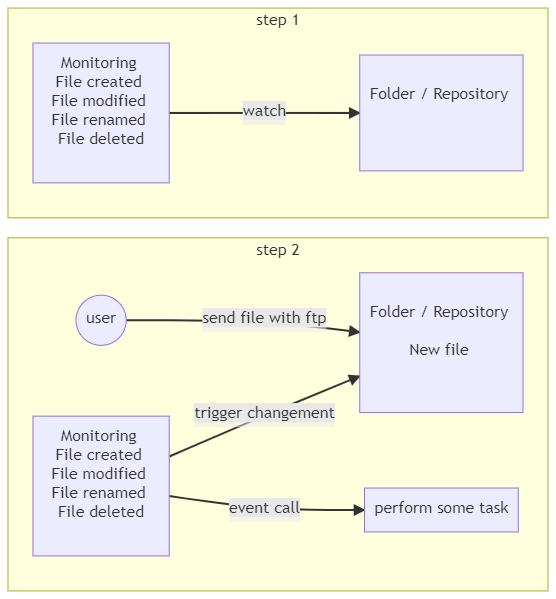 step 1
Monitoring
File created
File modified
File renamed
File deleted
watch
Folder / Repository
step 2
user
send file with ftp
Folder / Repository
New file
trigger changement
Monitoring
File created
File modified
File renamed
File deleted
event call
perform some task